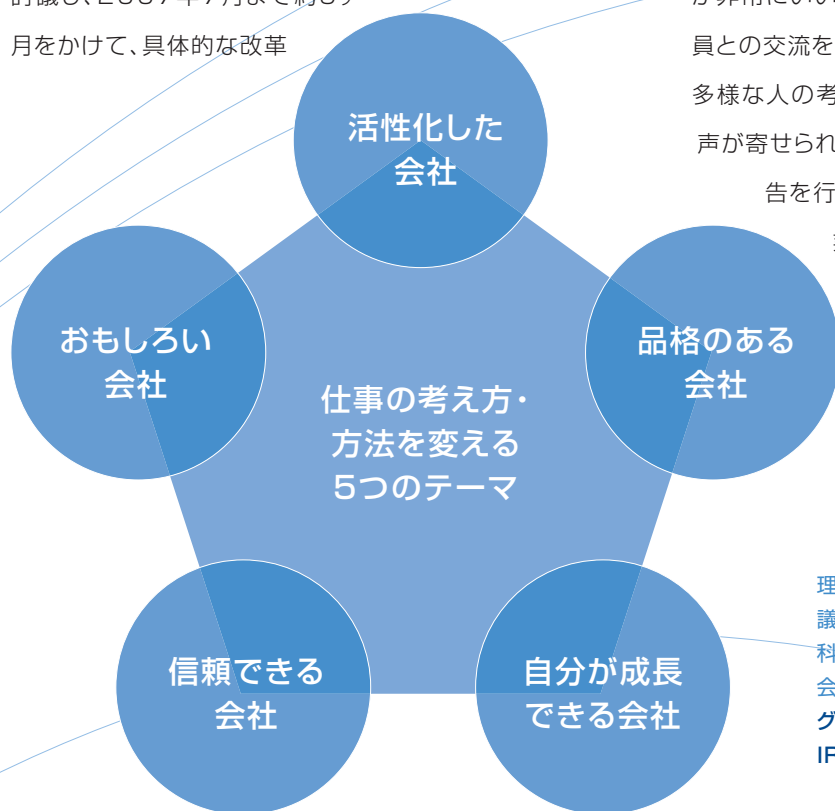 月をかけて、具体的な改革
員との交流を
多様な人の考
声が寄せられ
告を行
活性化した
会社
おもしろい
会社
品格のある
会社
仕事の考え方・
方法を変える
5つのテーマ
信頼できる
会社
自分が成長
できる会社
理
議
科
会
グ
IF